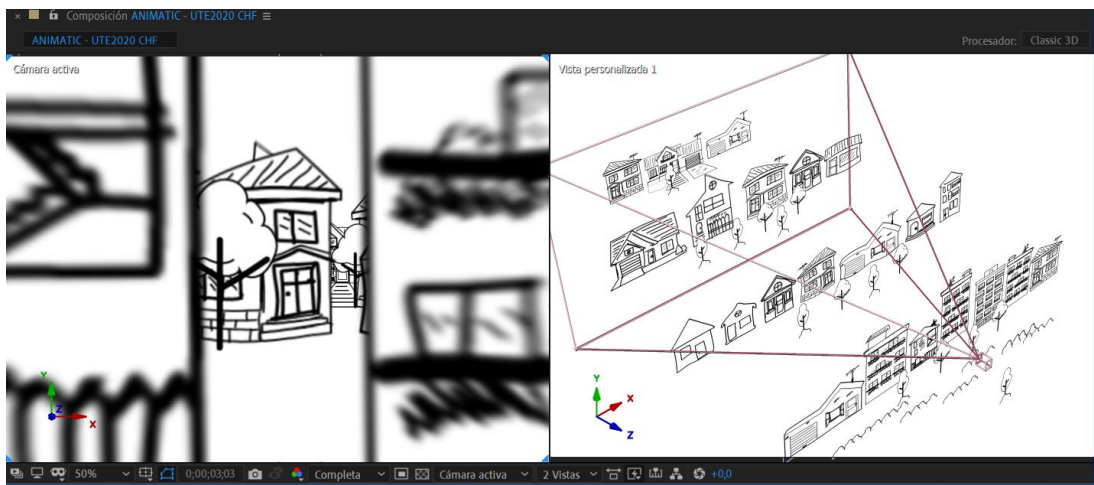 Composición ANIMATIC - UTE2020 CHF
ANIMATIC - UTE2020 CHF
Procesador: Classic 3D
Cámara activa
Vista personalizada 1
Y
Z
X
Y
X
Z
50%
0;00;03;03
Completa
Cámara activa
2 Vistas
+0,0